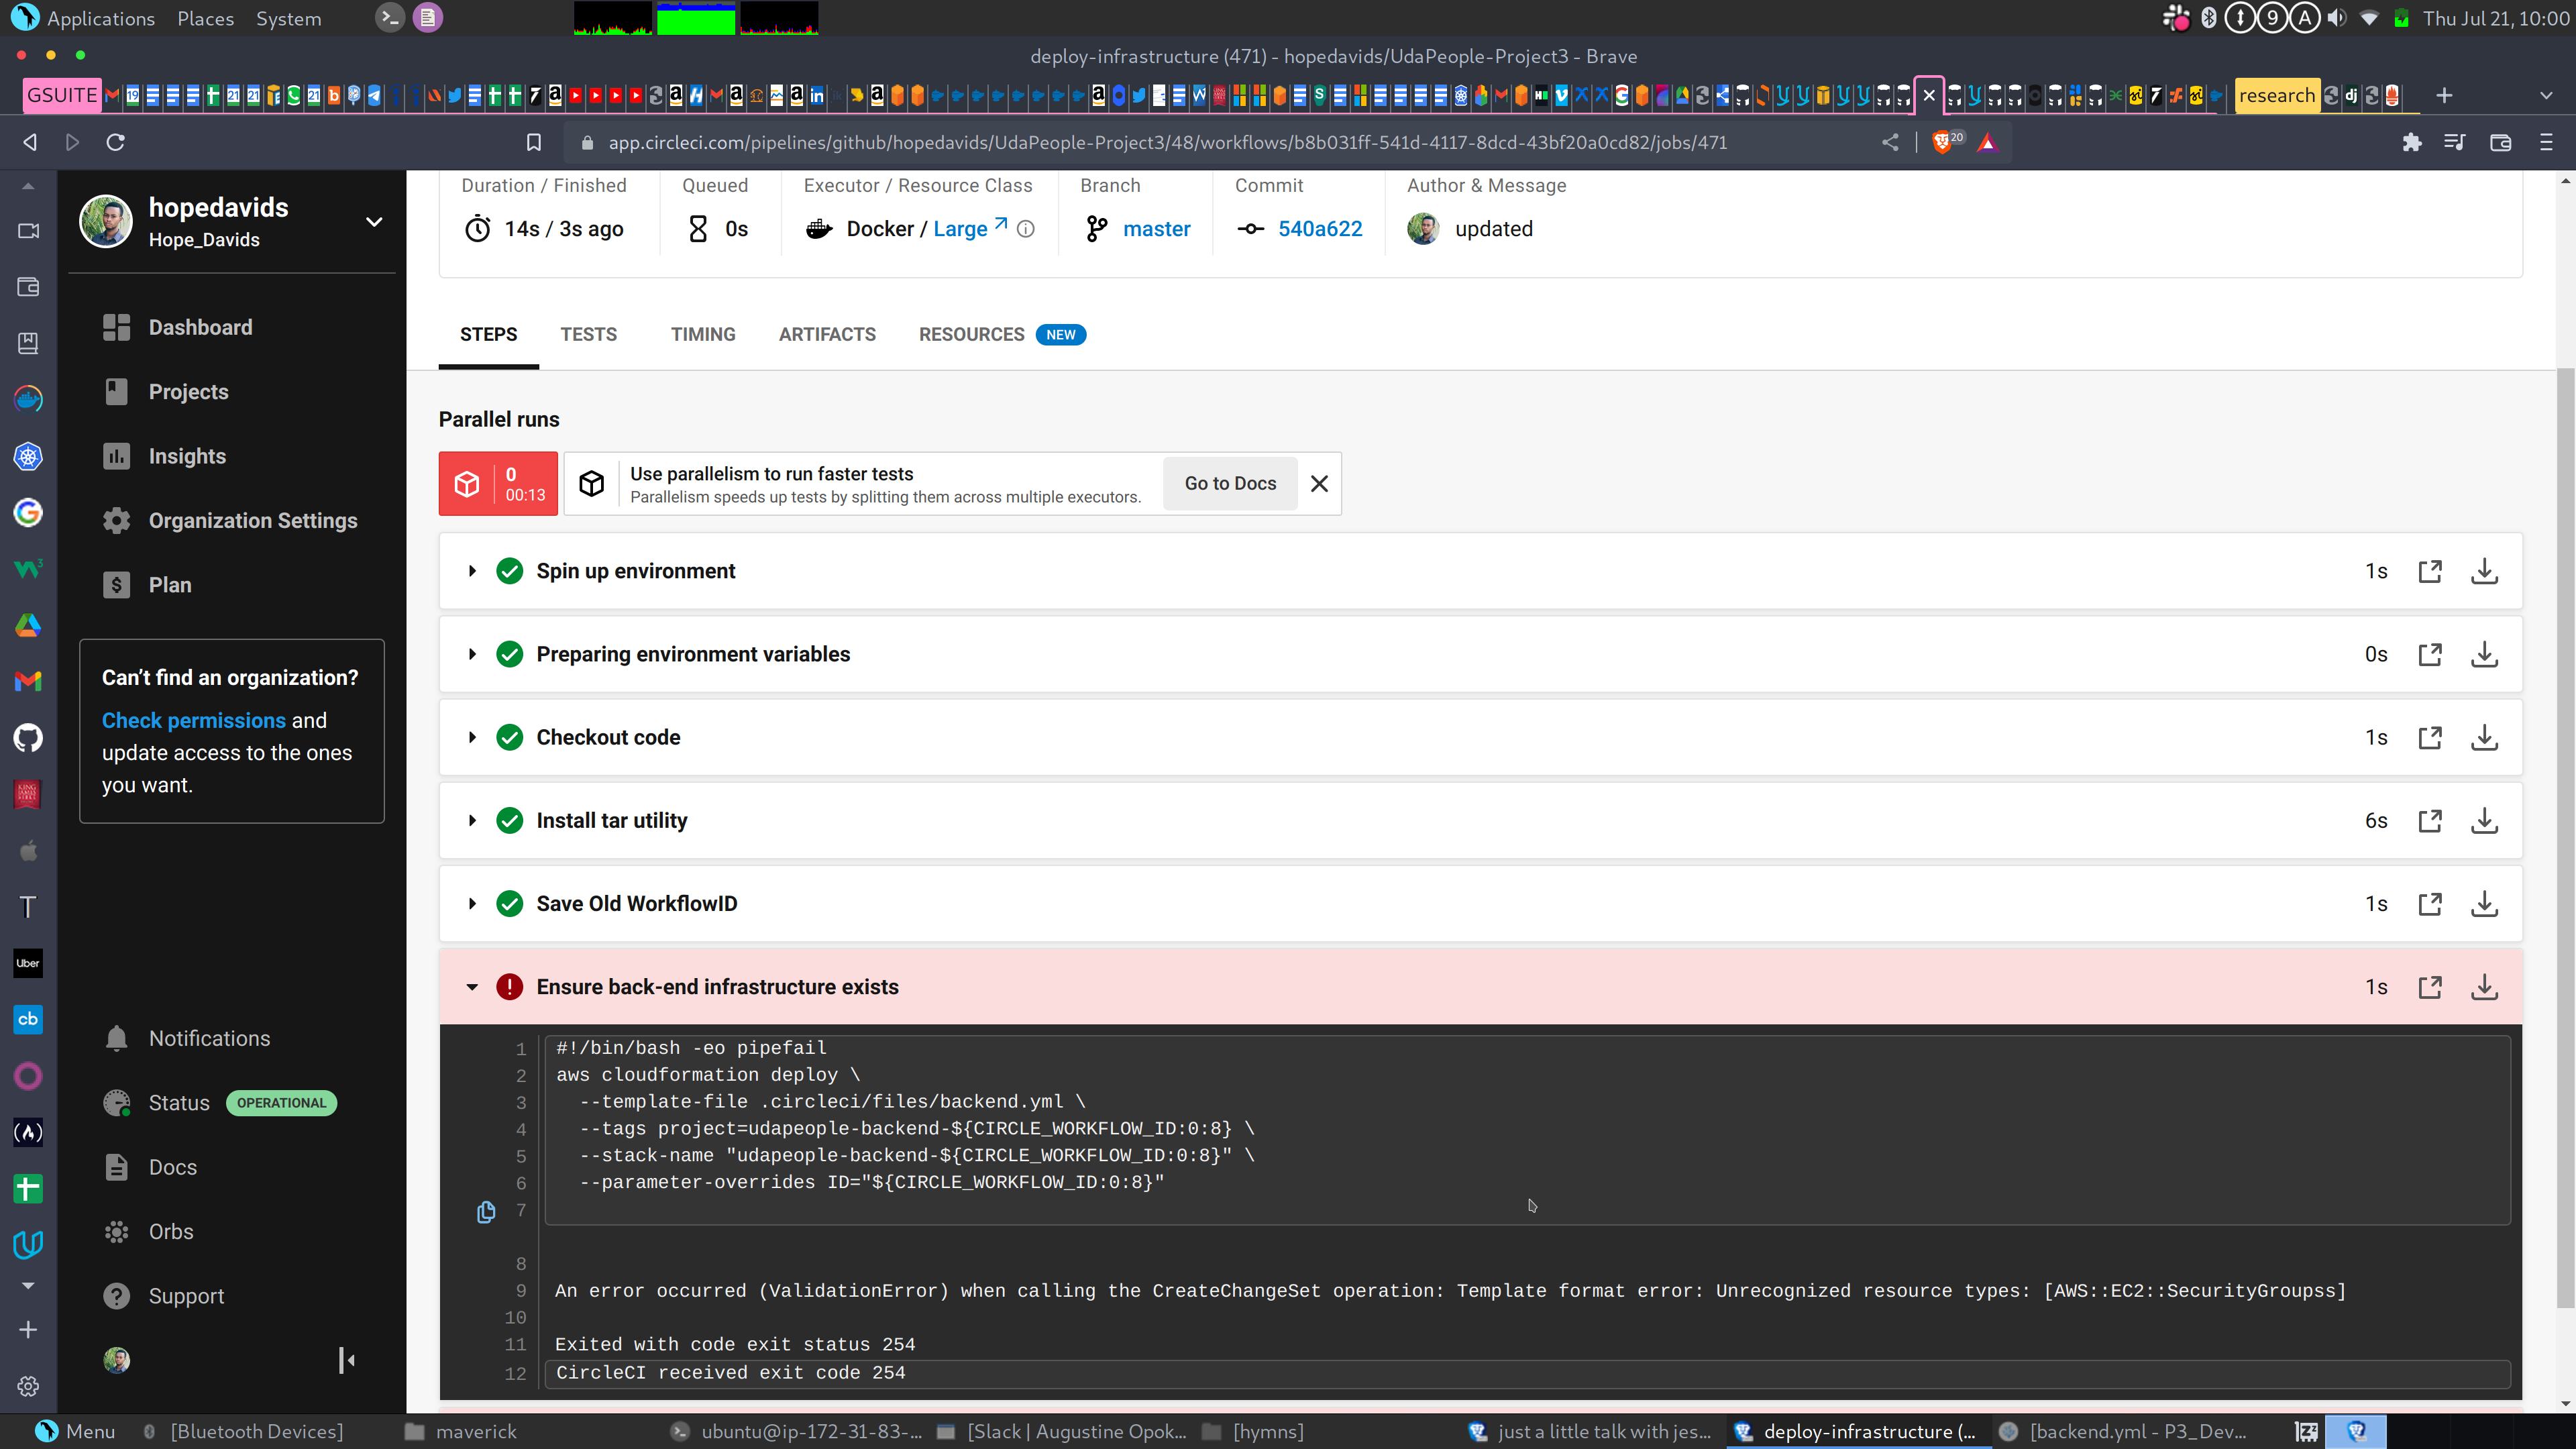 Applications Places System
Thu Jul 21, 10:00
deploy-infrastructure (471) - hopedavids/UdaPeople-Project3 - Brave
GSUITE
research
app.circleci.com/pipelines/github/hopedavids/UdaPeople-Project3/48/workflows/b8b031ff-541d-4117-8dcd-43bf20a0cd82/jobs/471
20
hopedavids
Hope_Davids
Dashboard
Projects
Insights
Organization Settings
Plan
Can't find an organization?
Check permissions and
update access to the ones
you want.
Notifications
Status OPERATIONAL
Docs
Orbs
Support
Uber
cb
Duration / Finished Queued Executor / Resource Class Branch Commit Author & Message
14s / 3s ago 0s Docker / Large master 540a622 updated
STEPS TESTS TIMING ARTIFACTS RESOURCES NEW
Parallel runs
0
00:13
Use parallelism to run faster tests
Parallelism speeds up tests by splitting them across multiple executors.
Go to Docs
Spin up environment 1s
Preparing environment variables 0s
Checkout code 1s
Install tar utility 6s
Save Old WorkflowID 1s
Ensure back-end infrastructure exists 1s
1 #!/bin/bash -eo pipefail
2 aws cloudformation deploy \
3 --template-file .circleci/files/backend.yml \
4 --tags project=udapeople-backend-${CIRCLE_WORKFLOW_ID:0:8} \
5 --stack-name "udapeople-backend-${CIRCLE_WORKFLOW_ID:0:8}" \
6 --parameter-overrides ID="${CIRCLE_WORKFLOW_ID:0:8}"
7
8
9 An error occurred (ValidationError) when calling the CreateChangeSet operation: Template format error: Unrecognized resource types: [AWS::EC2::SecurityGroupss]
10
11 Exited with code exit status 254
12 CircleCI received exit code 254
Menu [Bluetooth Devices] maverick ubuntu@ip-172-31-83-... [Slack | Augustine Opok... [hymns] just a little talk with jes... deploy-infrastructure (... [backend.yml - P3_Dev...